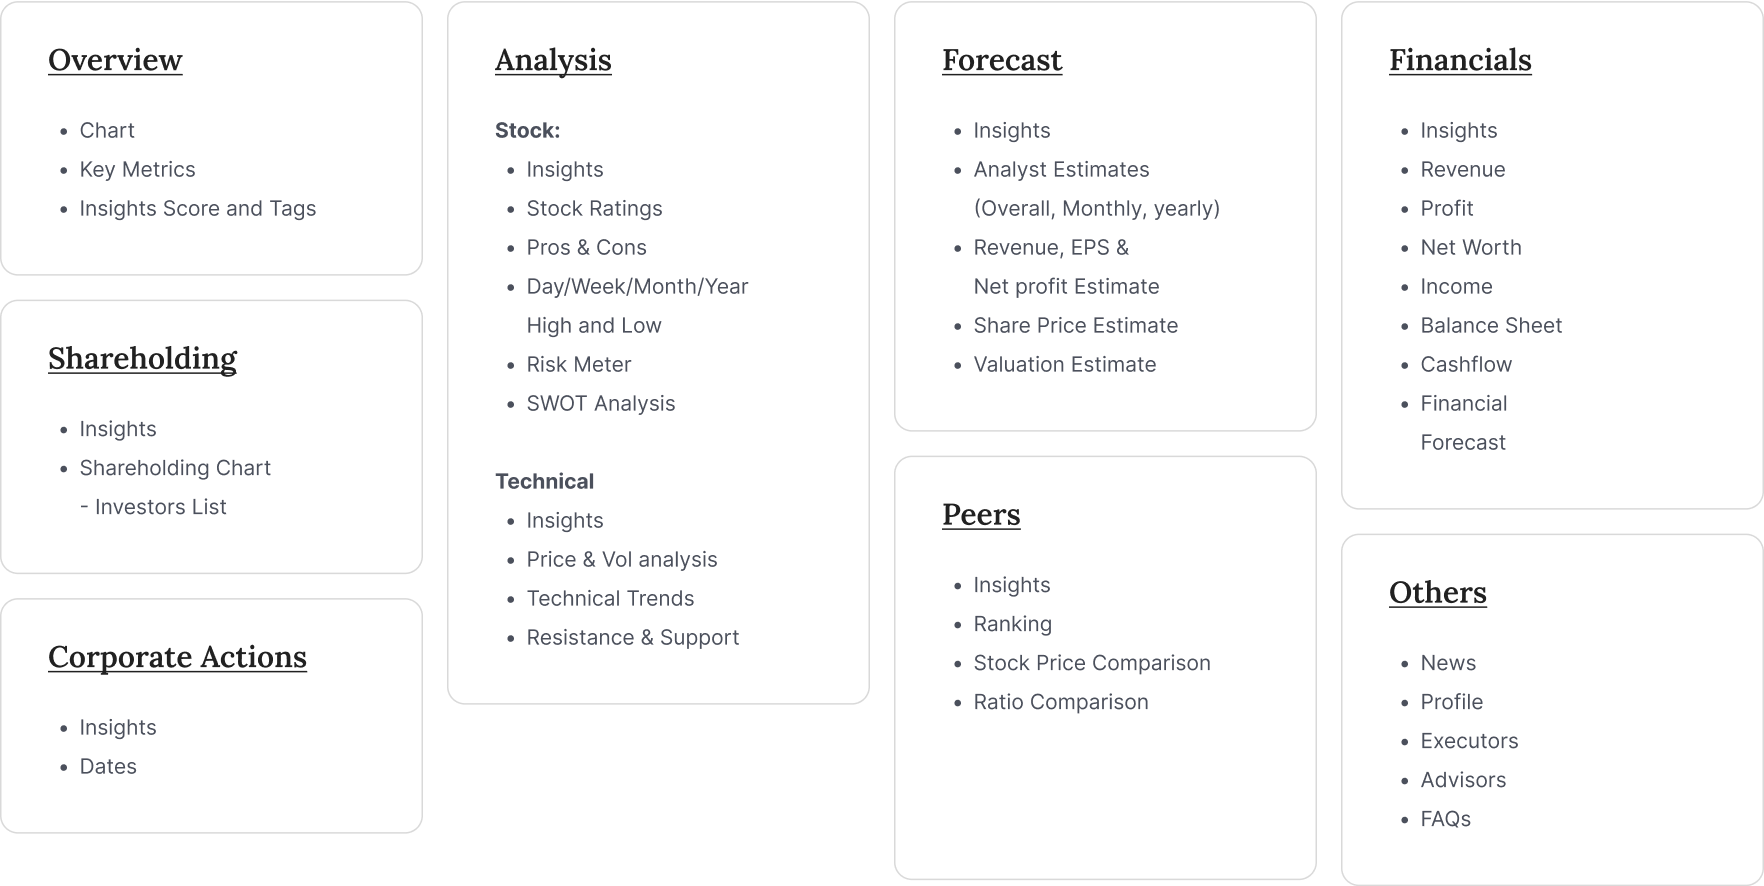 Overview
• Chart
• Key Metrics
• Insights Score and Tags
Shareholding
• Insights
• Shareholding Chart
- Investors List
Corporate Actions
• Insights
• Dates
Analysis
Stock:
• Insights
• Stock Ratings
• Pros & Cons
• Day/Week/Month/Year
High and Low
• Risk Meter
• SWOT Analysis
Technical
• Insights
• Price & Vol analysis
• Technical Trends
• Resistance & Support
Forecast
• Insights
• Analyst Estimates
(Overall, Monthly, yearly)
• Revenue, EPS &
Net profit Estimate
• Share Price Estimate
• Valuation Estimate
Peers
• Insights
• Ranking
• Stock Price Comparison
• Ratio Comparison
Financials
• Insights
• Revenue
• Profit
• Net Worth
• Income
• Balance Sheet
• Cashflow
• Financial
Forecast
Others
• News
• Profile
• Executors
• Advisors
• FAQs